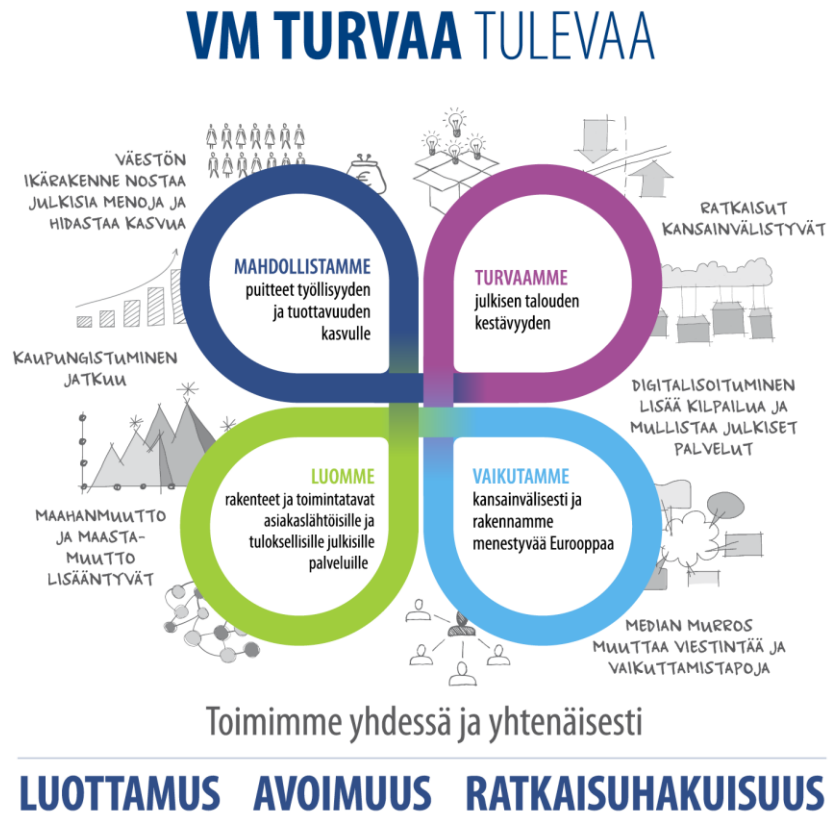 VM TURVAA TULEVAA
VÄESTÖN
IKÄRAKENNE NOSTAA
JULKISIA MENOJA JA
HIDASTAA KASVUA
RATKAISUT
KANSAINVÄLISTYVÄT
MAHDOLLISTAMME
puitteet työllisyyden
ja tuottavuuden
kasvulle
TURVAAMME
julkisen talouden
kestävyyden
KAUPUNGISTUMINEN
JATKUU
DIGITALISOITUMINEN
LISÄÄ KILPAILUA JA
MULLISTAA JULKISET
PALVELUT
LUOMME
rakenteet ja toimintatavat
asiakaslähtöisille ja
tuloksellisille julkisille
palveluille
VAIKUTAMME
kansainvälisesti ja
rakennamme
menestyvää Eurooppaa
MAAHANMUUTTO
JA MAASTA-
MUUTTO
LISÄÄNTYVÄT
MEDIAN MURROS
MUUTTAA VIESTINTÄÄ JA
VAIKUTTAMISTAPOJA
Toimimme yhdessä ja yhtenäisesti
LUOTTAMUS AVOIMUUS RATKAISUHAKUISUUS